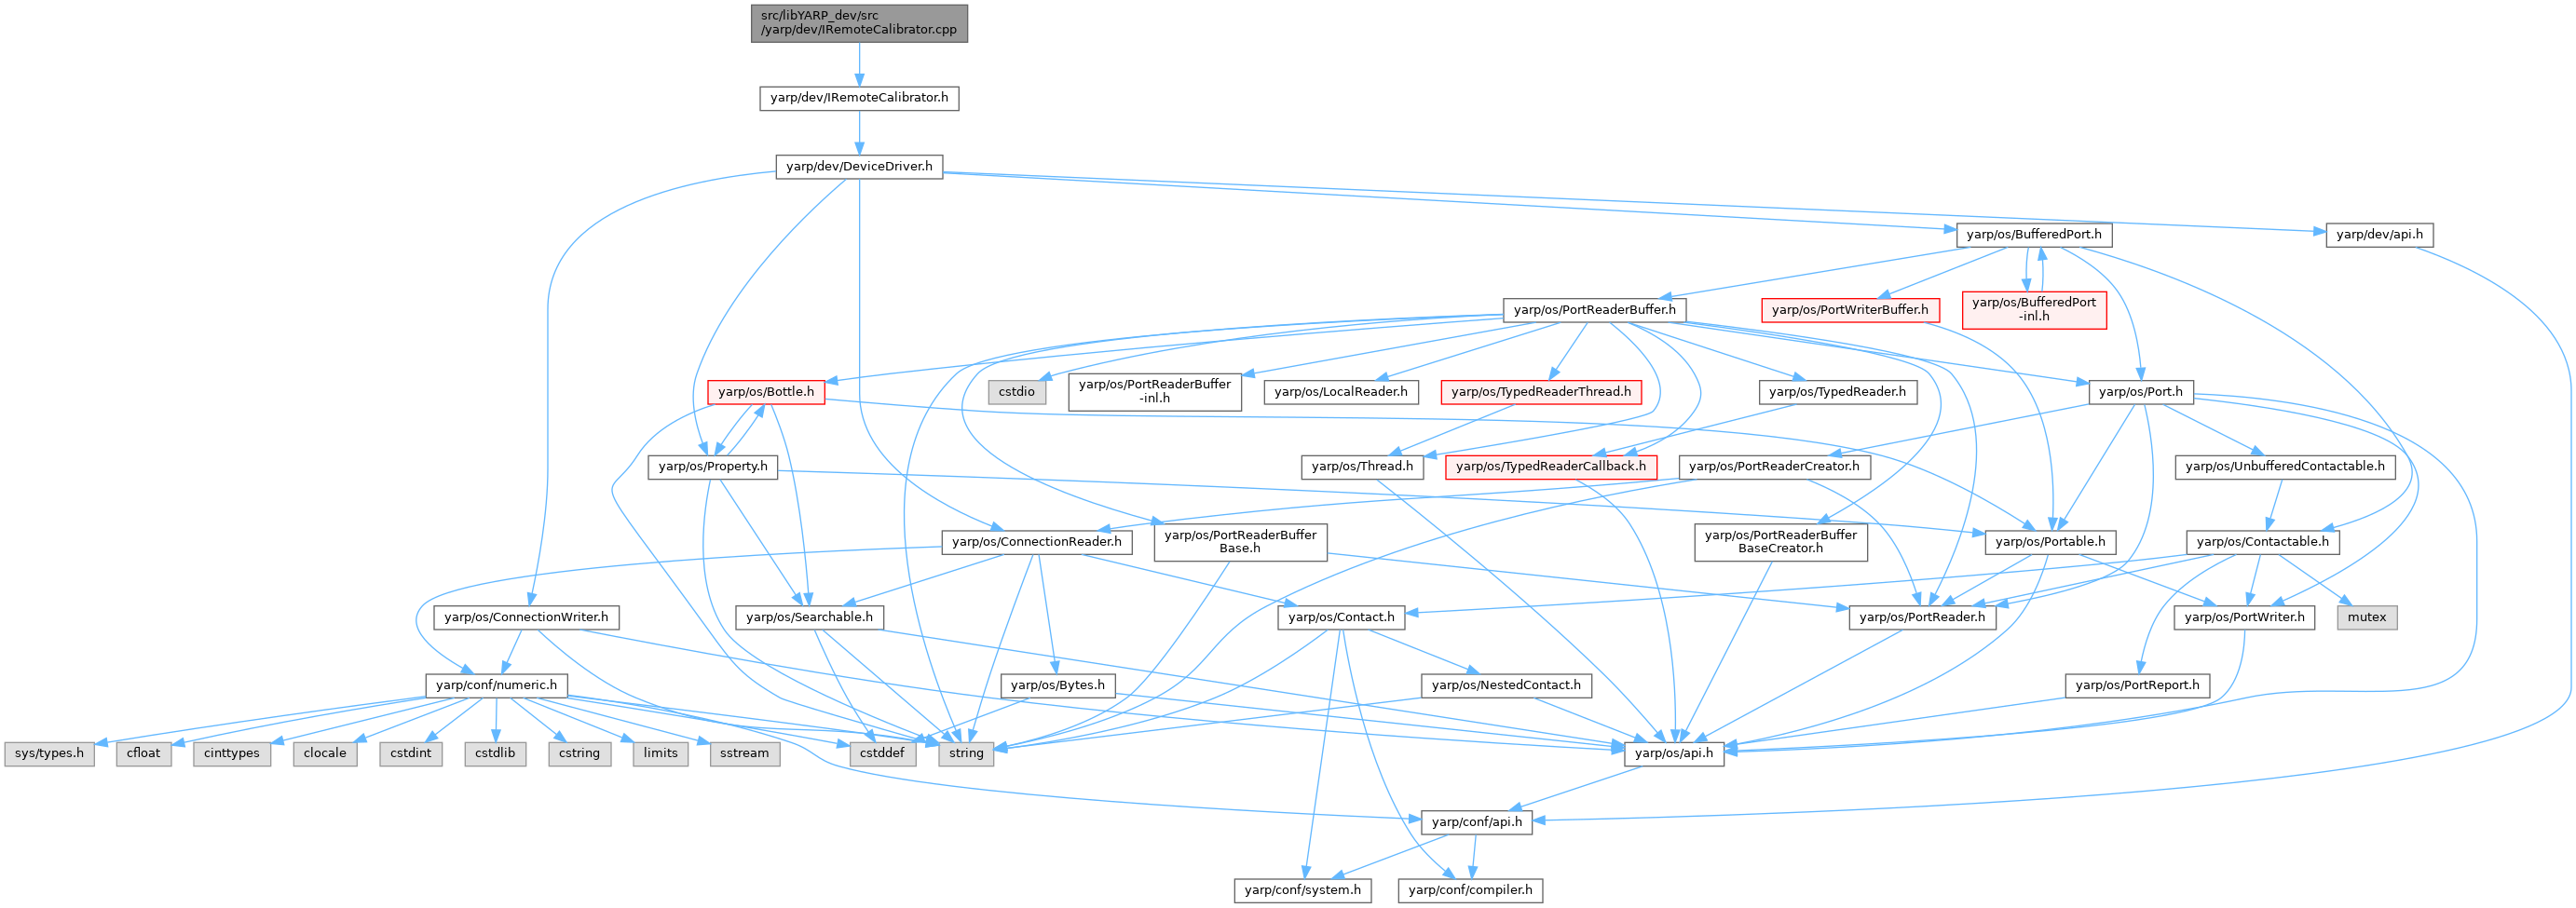 src/libYARP_dev/src
/yarp/dev/IRemoteCalibrator.cpp
yarp/dev/IRemoteCalibrator.h
yarp/dev/DeviceDriver.h
yarp/os/BufferedPort.h
yarp/dev/api.h
yarp/os/PortReaderBuffer.h
yarp/os/PortWriterBuffer.h
yarp/os/BufferedPort
-inl.h
yarp/os/Bottle.h
cstdio
yarp/os/PortReaderBuffer
-inl.h
yarp/os/LocalReader.h
yarp/os/TypedReaderThread.h
yarp/os/TypedReader.h
yarp/os/Port.h
yarp/os/Property.h
yarp/os/Thread.h
yarp/os/TypedReaderCallback.h
yarp/os/PortReaderCreator.h
yarp/os/UnbufferedContactable.h
yarp/os/ConnectionReader.h
yarp/os/PortReaderBuffer
Base.h
yarp/os/PortReaderBuffer
BaseCreator.h
yarp/os/Portable.h
yarp/os/Contactable.h
yarp/os/ConnectionWriter.h
yarp/os/Searchable.h
yarp/os/Contact.h
yarp/os/PortReader.h
yarp/os/PortWriter.h
mutex
yarp/conf/numeric.h
yarp/os/Bytes.h
yarp/os/NestedContact.h
yarp/os/PortReport.h
sys/types.h
cfloat
cinttypes
clocale
cstdint
cstdlib
cstring
limits
sstream
cstddef
string
yarp/os/api.h
yarp/conf/api.h
yarp/conf/system.h
yarp/conf/compiler.h